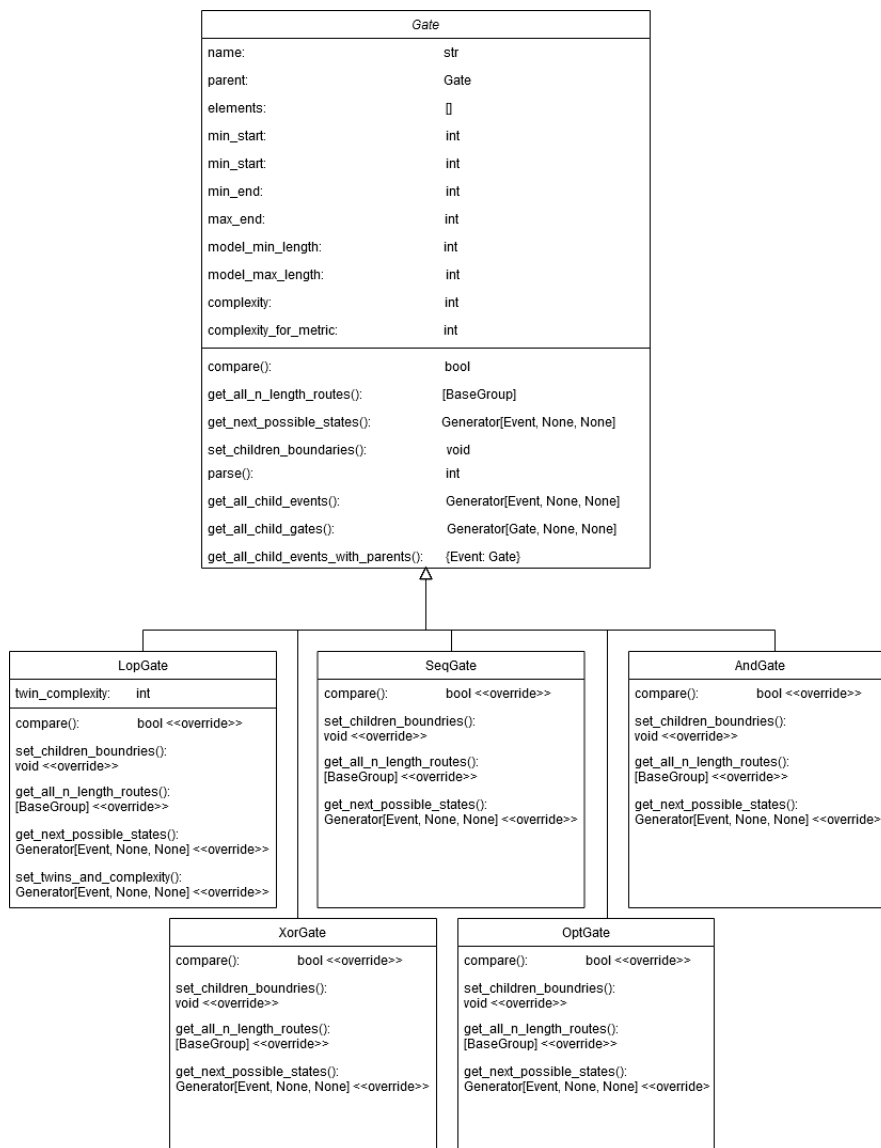 Gate
name: str
parent: Gate
elements: []
min_start: int
min_start: int
min_end: int
max_end: int
model_min_length: int
model_max_length: int
complexity: int
complexity_for_metric: int
compare(): bool
get_all_n_length_routes(): [BaseGroup]
get_next_possible_states(): Generator[Event, None, None]
set_children_boundaries(): void
parse(): int
get_all_child_events(): Generator[Event, None, None]
get_all_child_gates(): Generator[Gate, None, None]
get_all_child_events_with_parents(): {Event: Gate}
LopGate
twin_complexity: int
compare(): bool <<override>>
set_children_boundries():
void <<override>>
get_all_n_length_routes():
[BaseGroup] <<override>>
get_next_possible_states():
Generator[Event, None, None] <<override>>
set_twins_and_complexity():
Generator[Event, None, None] <<override>>
SeqGate
compare(): bool <<override>>
set_children_boundries():
void <<override>>
get_all_n_length_routes():
[BaseGroup] <<override>>
get_next_possible_states():
Generator[Event, None, None] <<override>>
AndGate
compare(): bool <<override>>
set_children_boundries():
void <<override>>
get_all_n_length_routes():
[BaseGroup] <<override>>
get_next_possible_states():
Generator[Event, None, None] <<override>
XorGate
compare(): bool <<override>>
set_children_boundries():
void <<override>>
get_all_n_length_routes():
[BaseGroup] <<override>>
get_next_possible_states():
Generator[Event, None, None] <<override>>
OptGate
compare(): bool <<override>>
set_children_boundries():
void <<override>>
get_all_n_length_routes():
[BaseGroup] <<override>>
get_next_possible_states():
Generator[Event, None, None] <<override>